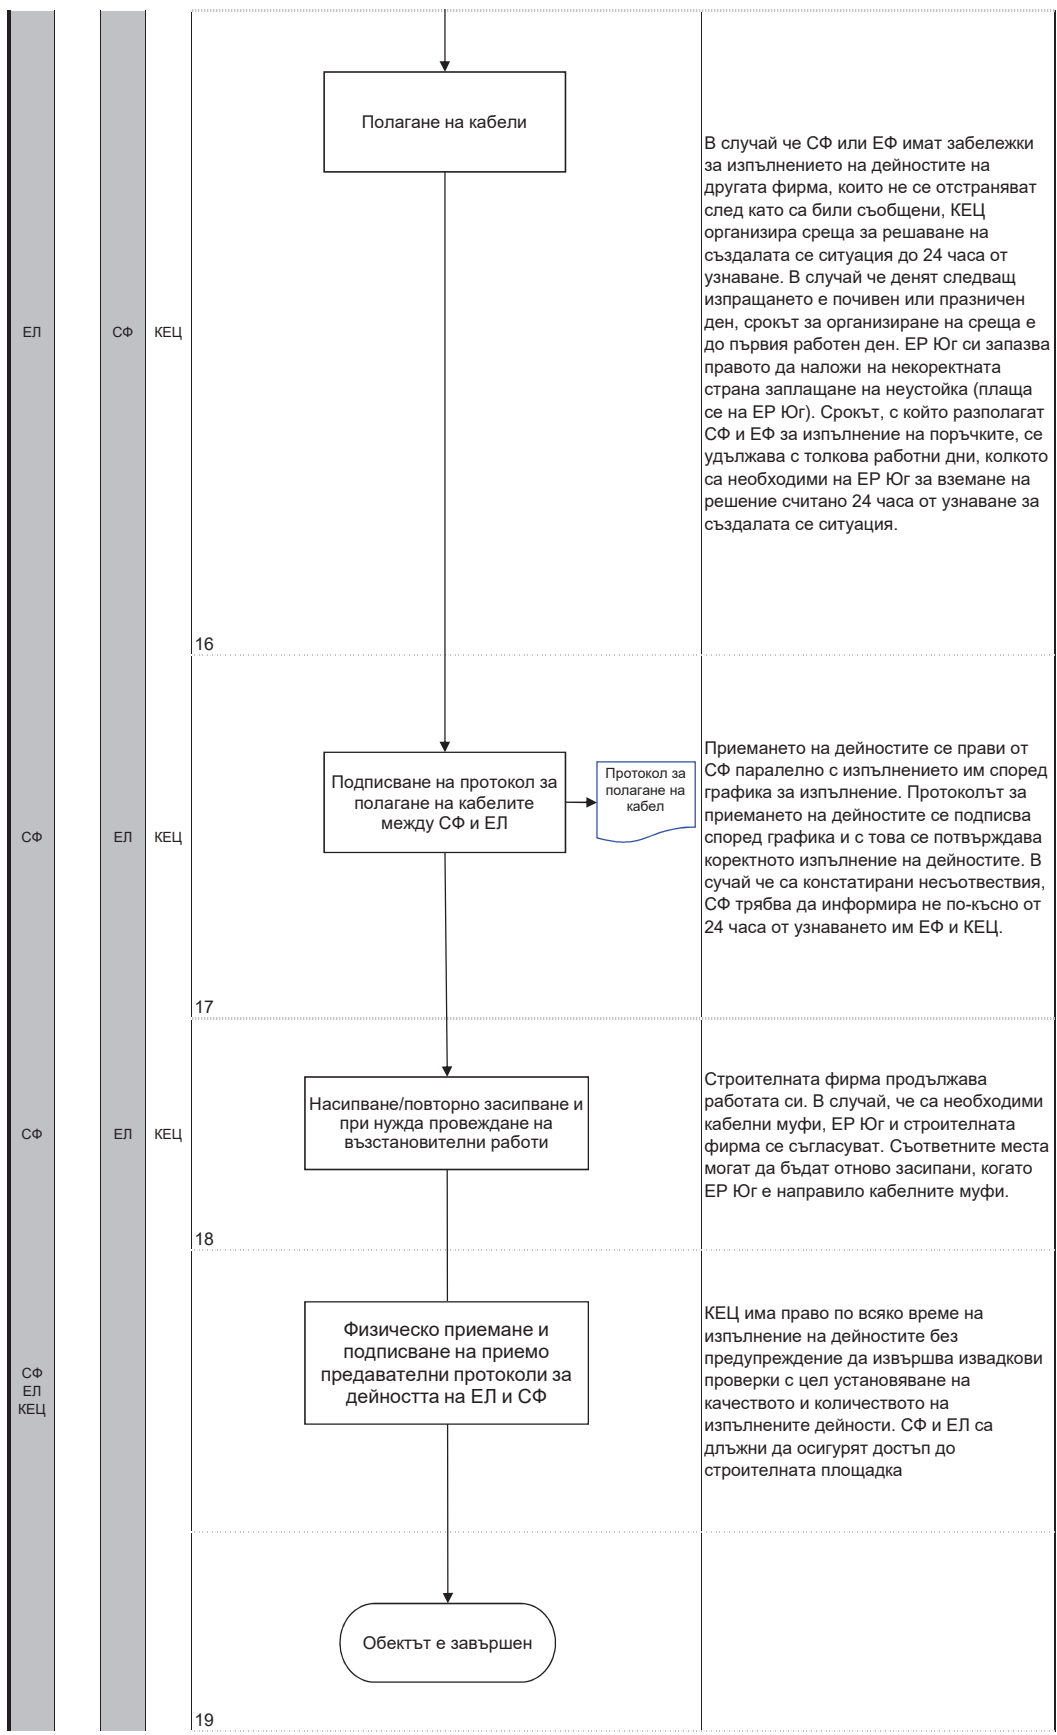 Полагане на кабели
ЕЛ
СФ
КЕЦ
В случай че СФ или ЕФ имат забележки
за изпълнението на дейностите на
другата фирма, които не се отстраняват
след като са били съобщени, КЕЦ
организира среща за решаване на
създалата се ситуация до 24 часа от
узнаване. В случай че денят следващ
изпращането е почивен или празничен
ден, срокът за организиране на среща е
до първия работен ден. ЕР Юг си запазва
правото да наложи на некоректната
страна заплащане на неустойка (плаща
се на ЕР Юг). Срокът, с който разполагат
СФ и ЕФ за изпълнение на поръчките, се
удължава с толкова работни дни, колкото
са необходими на ЕР Юг за вземане на
решение считано 24 часа от узнаване за
създалата се ситуация.
16
СФ
ЕЛ
КЕЦ
Подписване на протокол за
полагане на кабелите
между СФ и ЕЛ
Протокол за
полагане на
кабел
Приемането на дейностите се прави от
СФ паралелно с изпълнението им според
графика за изпълнение. Протоколът за
приемането на дейностите се подписва
според графика и с това се потвърждава
коректното изпълнение на дейностите. В
сучай че са констатирани несъотвествия,
СФ трябва да информира не по-късно от
24 часа от узнаването им ЕФ и КЕЦ.
17
СФ
ЕЛ
КЕЦ
Насипване/повторно засипване и
при нужда провеждане на
възстановителни работи
Строителната фирма продължава
работата си. В случай, че са необходими
кабелни муфи, ЕР Юг и строителната
фирма се съгласуват. Съответните места
могат да бъдат отново засипани, когато
ЕР Юг е направило кабелните муфи.
18
СФ
ЕЛ
КЕЦ
Физическо приемане и
подписване на приемо
предавателни протоколи за
дейността на ЕЛ и СФ
КЕЦ има право по всяко време на
изпълнение на дейностите без
предупреждение да извършва извадкови
проверки с цел установяване на
качеството и количеството на
изпълнените дейности. СФ и ЕЛ са
длъжни да осигурят достъп до
строителната площадка
Обектът е завършен
19